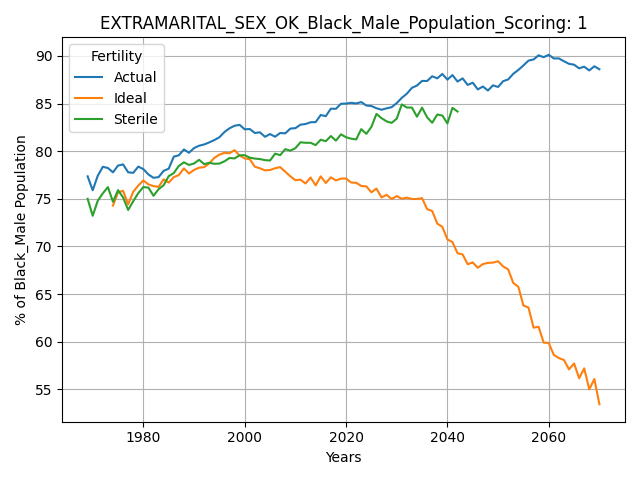 EXTRAMARITAL_SEX_OK_Black_Male_Population_Scoring: 1
Fertility
Actual
Ideal
Sterile
% of Black_Male Population
90
85
80
75
70
65
60
55
1980
2000
2020
2040
2060
Years